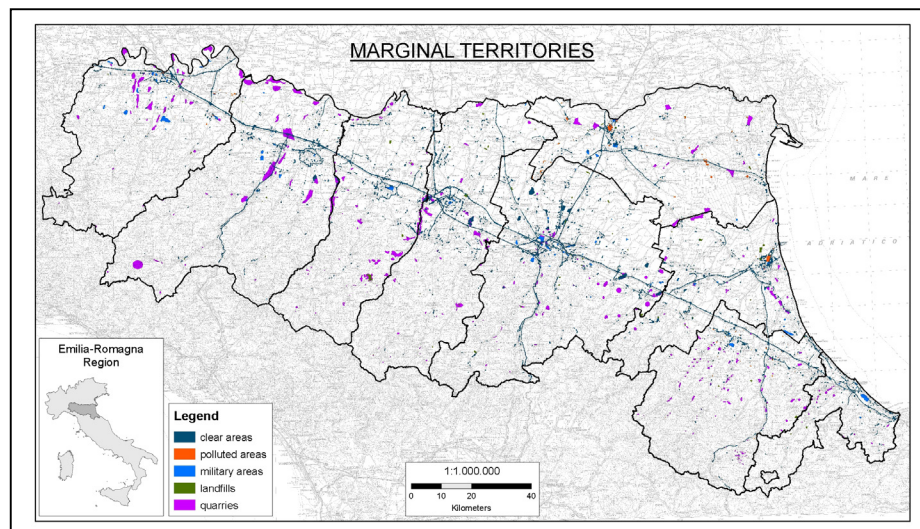 MARGINAL TERRITORIES
MARE
ADRIATICO
Emilia-Romagna
Region
Legend
clear areas
polluted areas
military areas
landfills
quarries
1:1.000.000
0 10 20 40
Kilometers